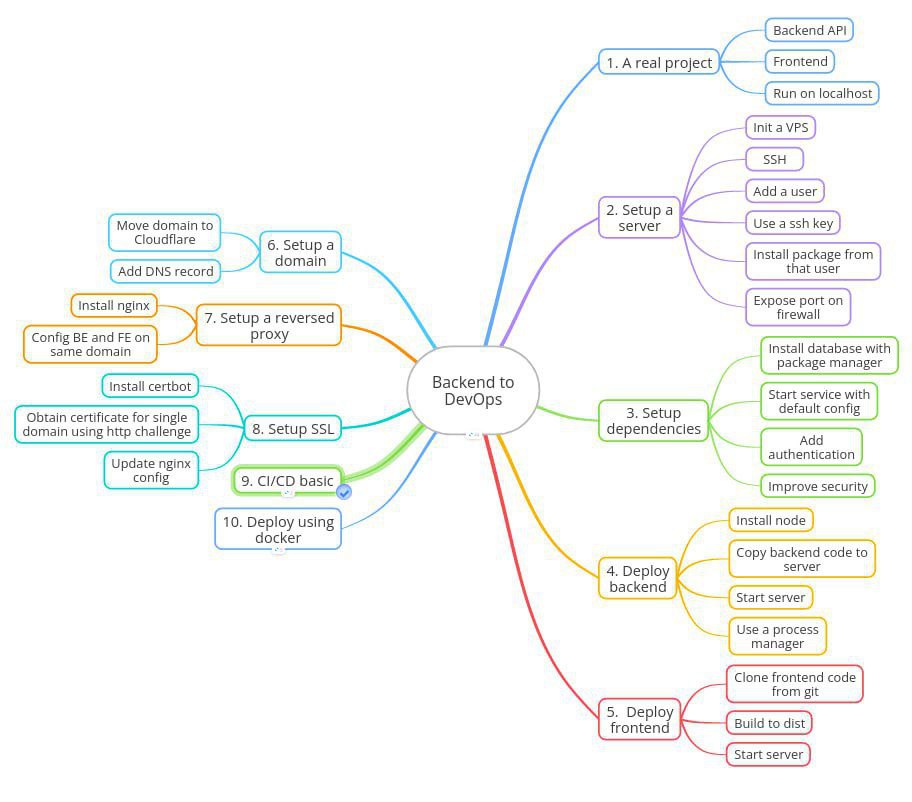 Backend to
DevOps
1. A real project
Backend API
Frontend
Run on localhost
2. Setup a
server
Init a VPS
SSH
Add a user
Use a ssh key
Install package from
that user
Expose port on
firewall
3. Setup
dependencies
Install database with
package manager
Start service with
default config
Add
authentication
Improve security
4. Deploy
backend
Install node
Copy backend code to
server
Start server
Use a process
manager
5.  Deploy
frontend
Clone frontend code
from git
Build to dist
Start server
6. Setup a
domain
Move domain to
Cloudflare
Add DNS record
7. Setup a reversed
proxy
Install nginx
Config BE and FE on
same domain
8. Setup SSL
Install certbot
Obtain certificate for single
domain using http challenge
Update nginx
config
9. CI/CD basic
10. Deploy using
docker